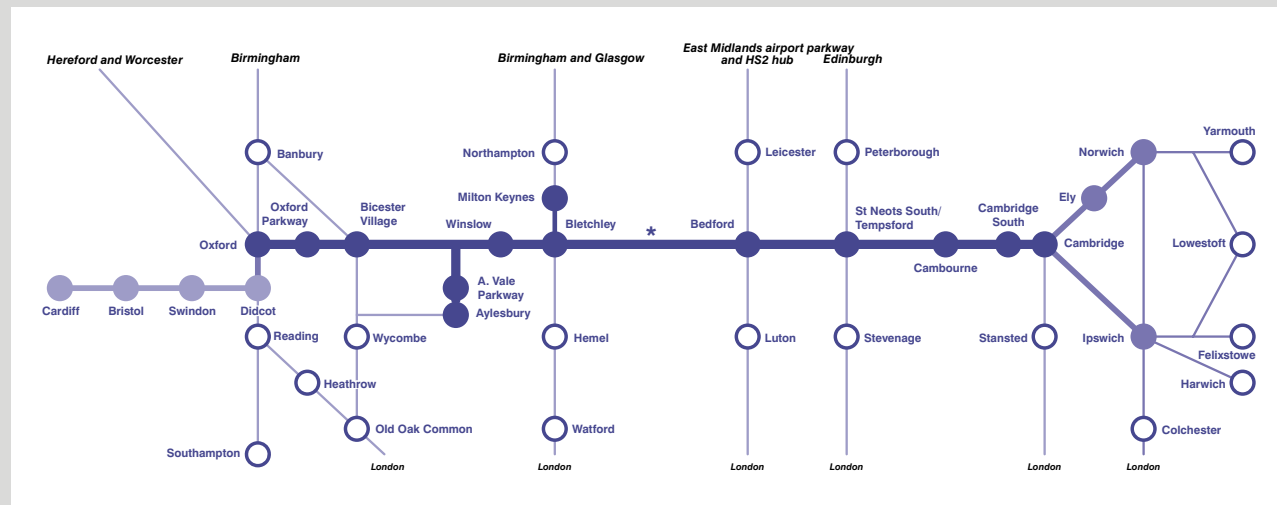 East Midlands airport parkway
and HS2 hub
Hereford and Worcester
Birmingham
Birmingham and Glasgow
Edinburgh
Yarmouth
Banbury
Northampton
Leicester
Peterborough
Norwich
Milton Keynes
Ely
Oxford
Parkway
Bicester
Village
Winslow
Bletchley
*
Bedford
St Neots South/
Tempsford
Cambridge
South
Oxford
Cambridge
Lowestoft
Cambourne
A. Vale
Parkway
Aylesbury
Cardiff
Bristol
Swindon
Didcot
Reading
Wycombe
Hemel
Luton
Stevenage
Stansted
Ipswich
Felixstowe
Heathrow
Harwich
Old Oak Common
Watford
Colchester
Southampton
London
London
London
London
London
London